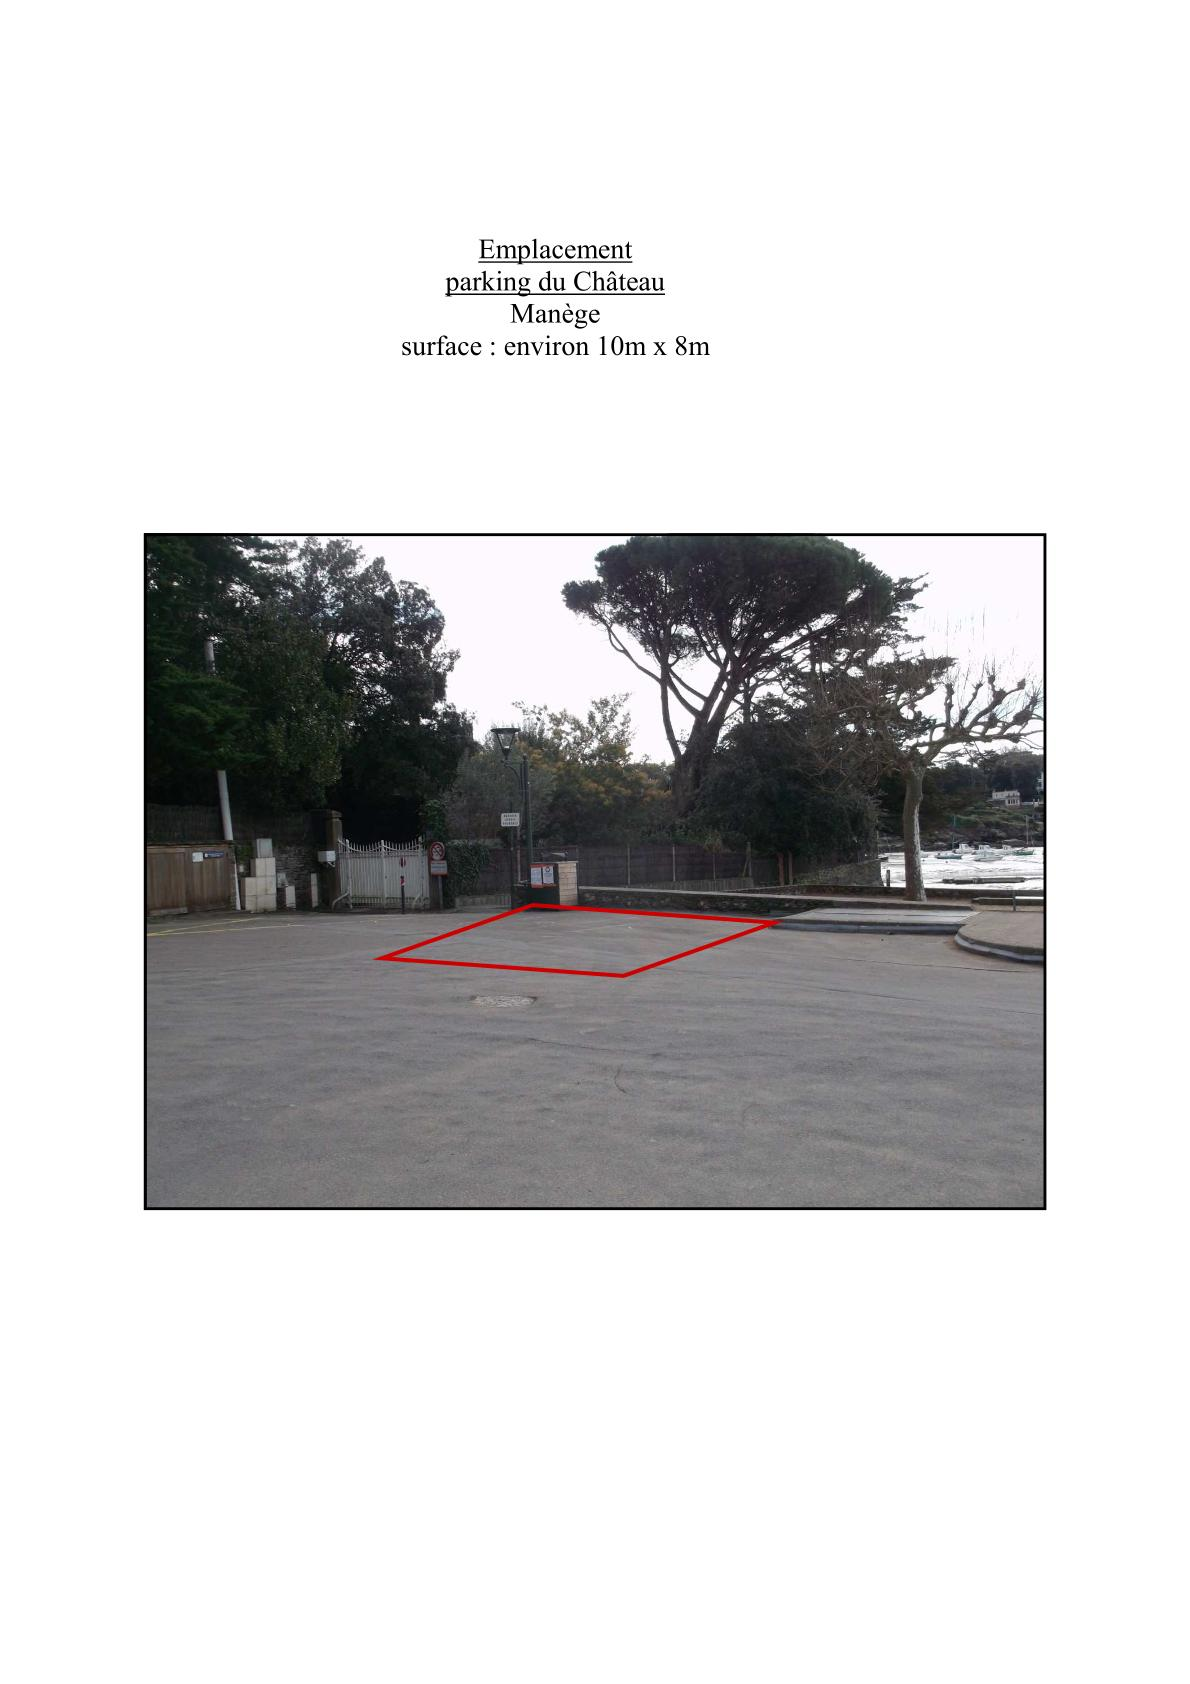 Emplacement
parking du Château
Manège
surface : environ 10m x 8m